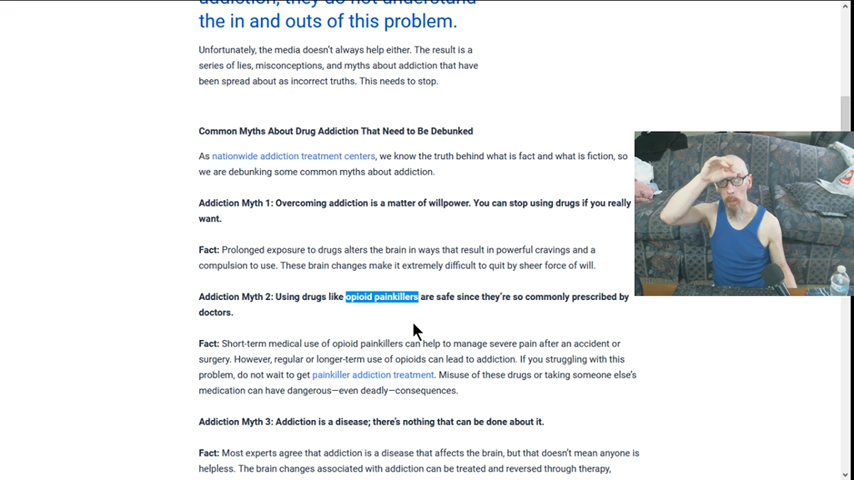 addiction, they do not understand
the in and outs of this problem.
Unfortunately, the media doesn't always help either. The result is a
series of lies, misconceptions, and myths about addiction that have
been spread about as incorrect truths. This needs to stop.
Common Myths About Drug Addiction That Need to Be Debunked
As nationwide addiction treatment centers, we know the truth behind what is fact and what is fiction, so
we are debunking some common myths about addiction.
Addiction Myth 1: Overcoming addiction is a matter of willpower. You can stop using drugs if you really
want.
Fact: Prolonged exposure to drugs alters the brain in ways that result in powerful cravings and a
compulsion to use. These brain changes make it extremely difficult to quit by sheer force of will.
Addiction Myth 2: Using drugs like opioid painkillers are safe since they're so commonly prescribed by
doctors.
Fact: Short-term medical use of opioid painkillers can help to manage severe pain after an accident or
surgery. However, regular or longer-term use of opioids can lead to addiction. If you struggling with this
problem, do not wait to get painkiller addiction treatment. Misuse of these drugs or taking someone else's
medication can have dangerous—even deadly—consequences.
Addiction Myth 3: Addiction is a disease; there's nothing that can be done about it.
Fact: Most experts agree that addiction is a disease that affects the brain, but that doesn't mean anyone is
helpless. The brain changes associated with addiction can be treated and reversed through therapy,